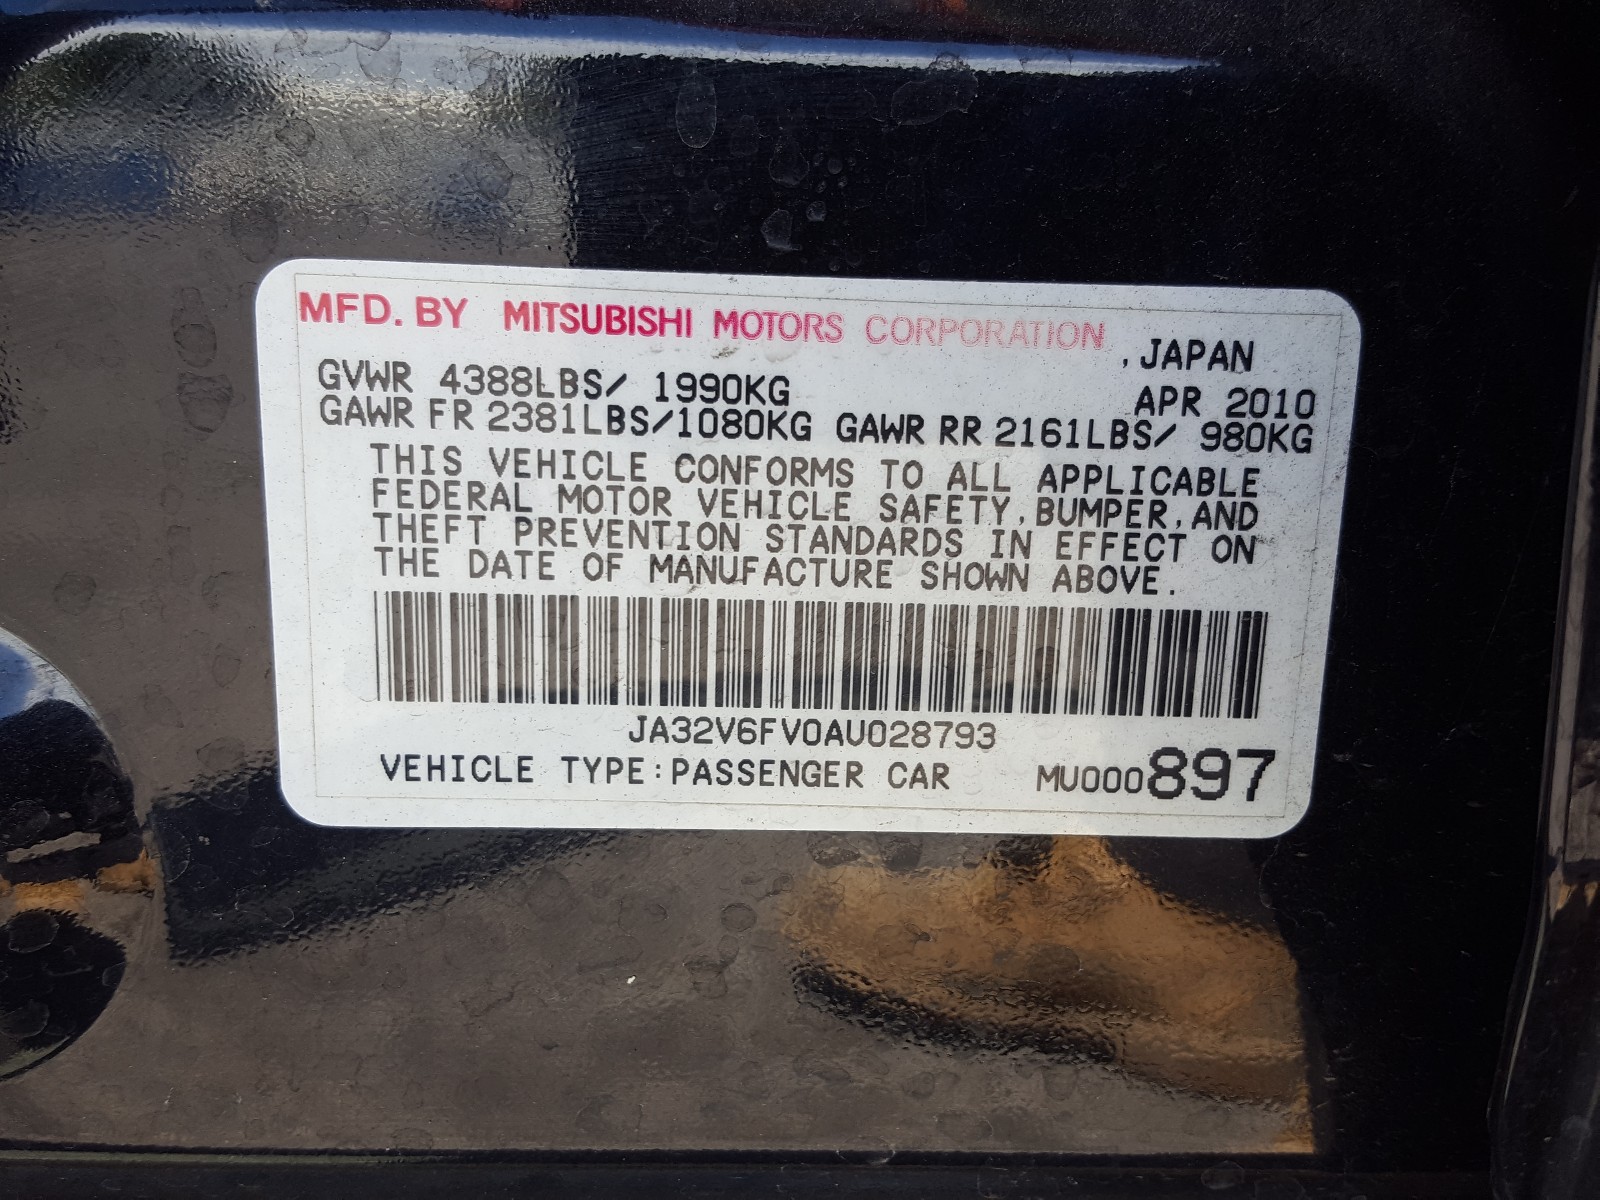 MFD. BY MITSUBISHI MOTORS CORPORATION , JAPAN
GVWR 4388LBS/ 1990KG APR 2010
GAWR FR 2381LBS/1080KG GAWR RR 2161LBS/ 980KG
THIS VEHICLE CONFORMS TO ALL APPLICABLE
FEDERAL MOTOR VEHICLE SAFETY, BUMPER, AND
THEFT PREVENTION STANDARDS IN EFFECT ON
THE DATE OF MANUFACTURE SHOWN ABOVE.
JA32V6FV0AU028793
VEHICLE TYPE:PASSENGER CAR MU000897